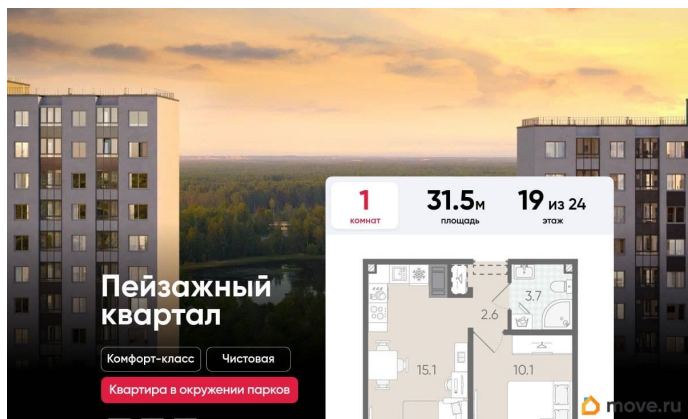 1
комнат
31.5м
площадь
19 из 24
этаж
Пейзажный
квартал
Комфорт-класс
Чистовая
Квартира в окружении парков
3.7
2.6
15.1
10.1
move.ru